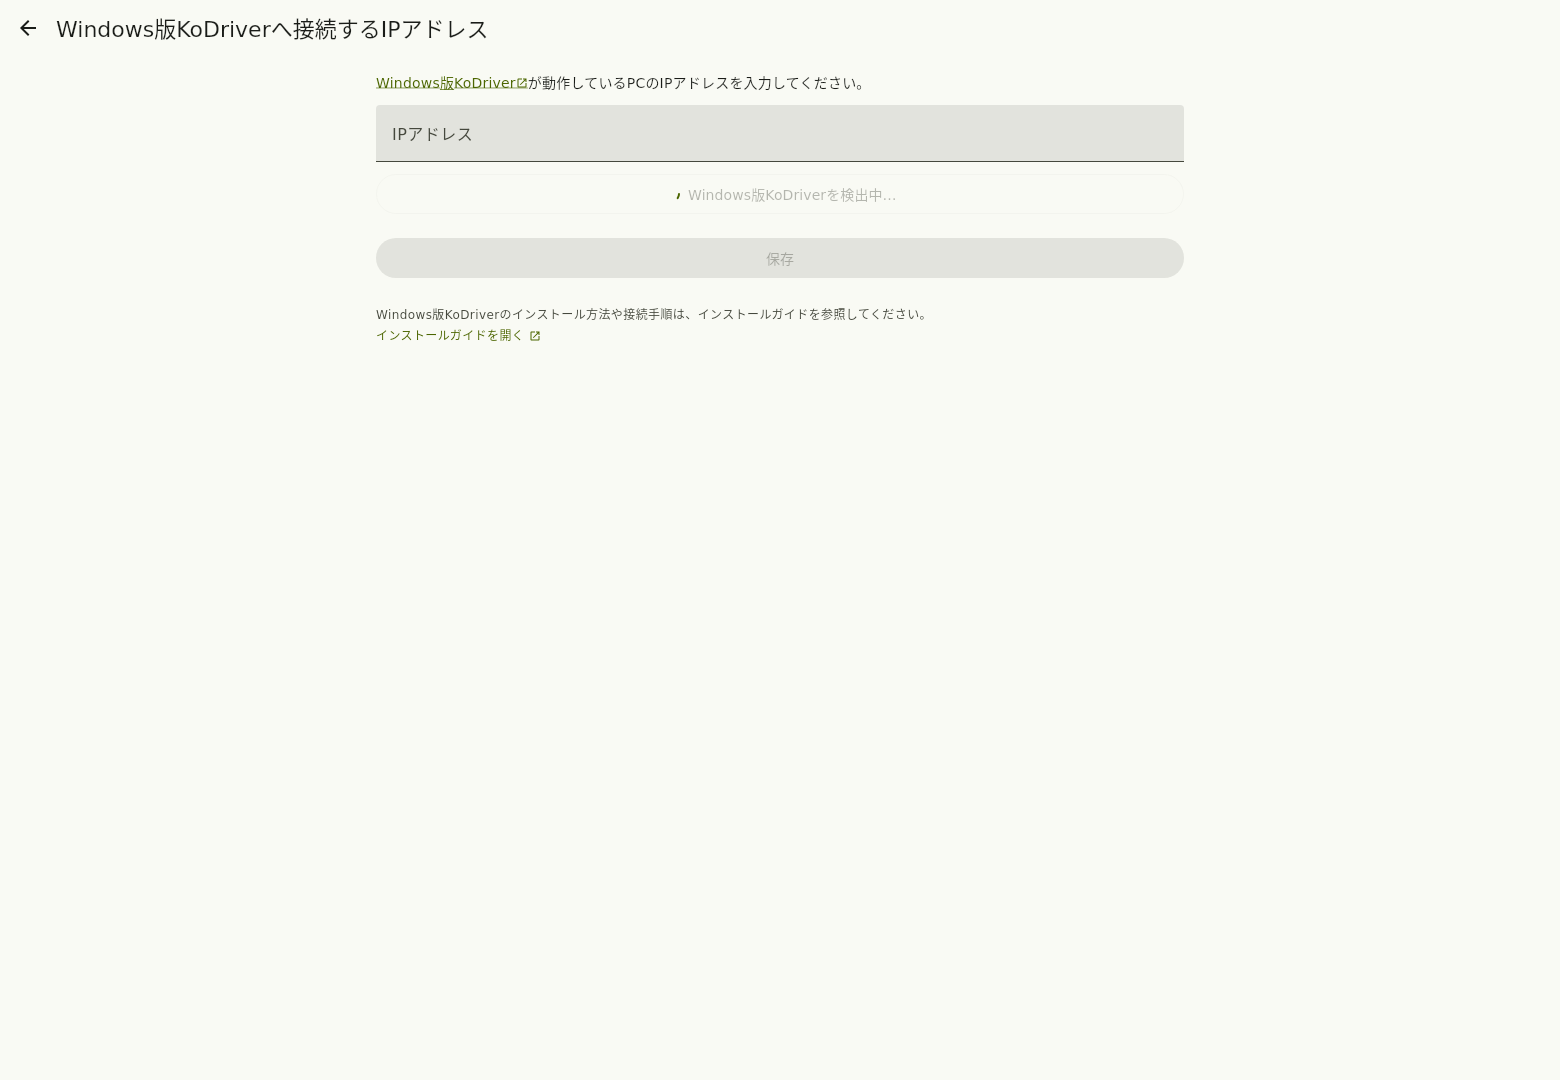 Windows版KoDriverへ接続するIPアドレス
Windows版KoDriverが動作しているPCのIPアドレスを入力してください。
IPアドレス
Windows版KoDriverを検出中...
保存
Windows版KoDriverのインストール方法や接続手順は、インストールガイドを参照してください。
インストールガイドを開く